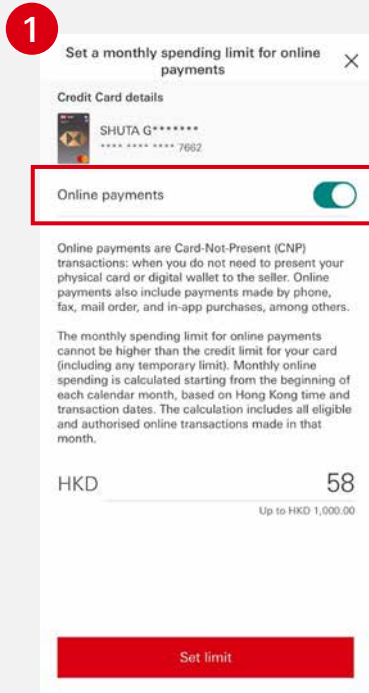 1
Set a monthly spending limit for online
payments
Credit Card details
SHUTA G*******
**** **** **** 7662
Online payments
Online payments are Card-Not-Present (CNP)
transactions: when you do not need to present your
physical card or digital wallet to the seller. Online
payments also include payments made by phone,
fax, mail order, and in-app purchases, among others.
The monthly spending limit for online payments
cannot be higher than the credit limit for your card
(including any temporary limit). Monthly online
spending is calculated starting from the beginning of
each calendar month, based on Hong Kong time and
transaction dates. The calculation includes all eligible
and authorised online transactions made in that
month.
HKD 58
Up to HKD 1,000.00
Set limit